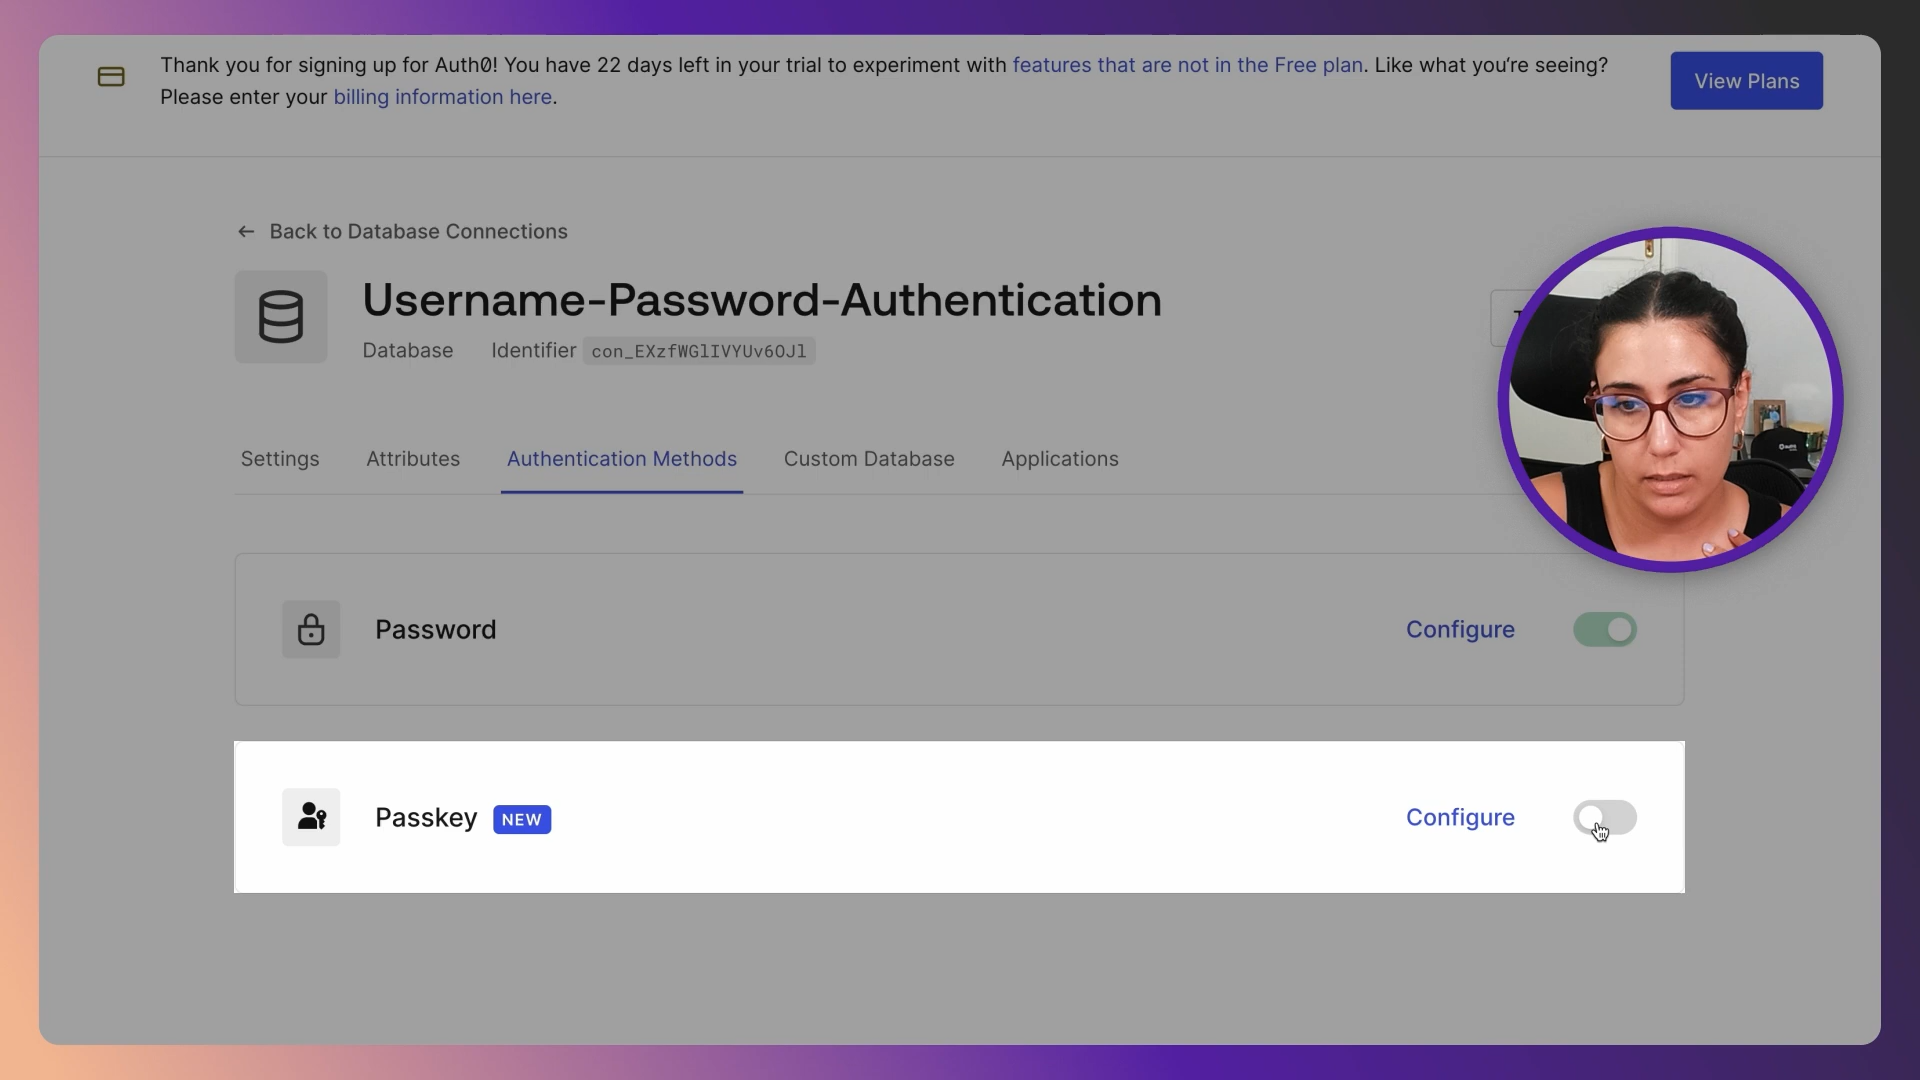 Thank you for signing up for Auth0! You have 22 days left in your trial to experiment with features that are not in the Free plan. Like what you're seeing?
Please enter your billing information here.
View Plans
← Back to Database Connections
Username-Password-Authentication
Database Identifier con_EXzfWGlIVYUv6OJl
Settings Attributes Authentication Methods Custom Database Applications
Password Configure
Passkey NEW Configure